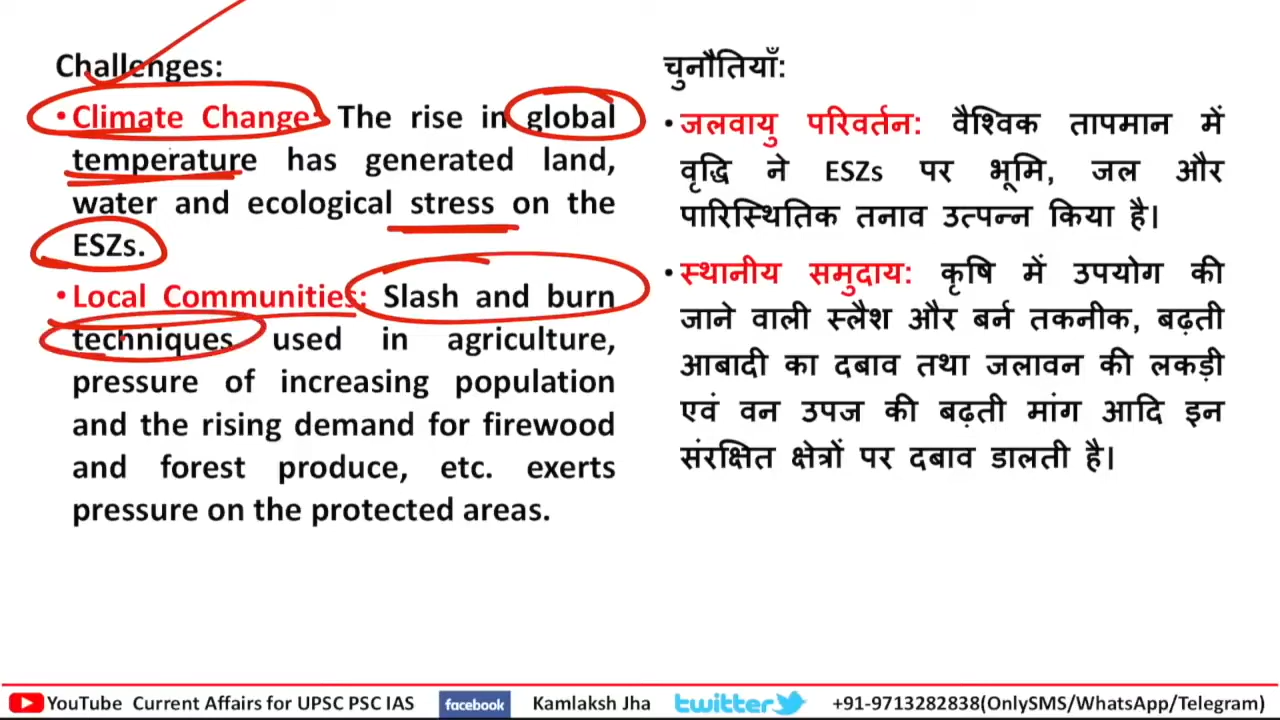 Challenges:
•Climate Change: The rise in global
temperature has generated land,
water and ecological stress on the
ESZs.
•Local Communities: Slash and burn
techniques used in agriculture,
pressure of increasing population
and the rising demand for firewood
and forest produce, etc. exerts
pressure on the protected areas.
चुनौतियाँ:
•जलवायु परिवर्तन: वैश्विक तापमान में
वृद्धि ने ESZs पर भूमि, जल और
पारिस्थितिक तनाव उत्पन्न किया है।
•स्थानीय समुदाय: कृषि में उपयोग की
जाने वाली स्लैश और बर्न तकनीक, बढ़ती
आबादी का दबाव तथा जलावन की लकड़ी
एवं वन उपज की बढ़ती मांग आदि इन
संरक्षित क्षेत्रों पर दबाव डालती है।
YouTube Current Affairs for UPSC PSC IAS facebook Kamlaksh Jha twitter +91-9713282838(OnlySMS/WhatsApp/Telegram)